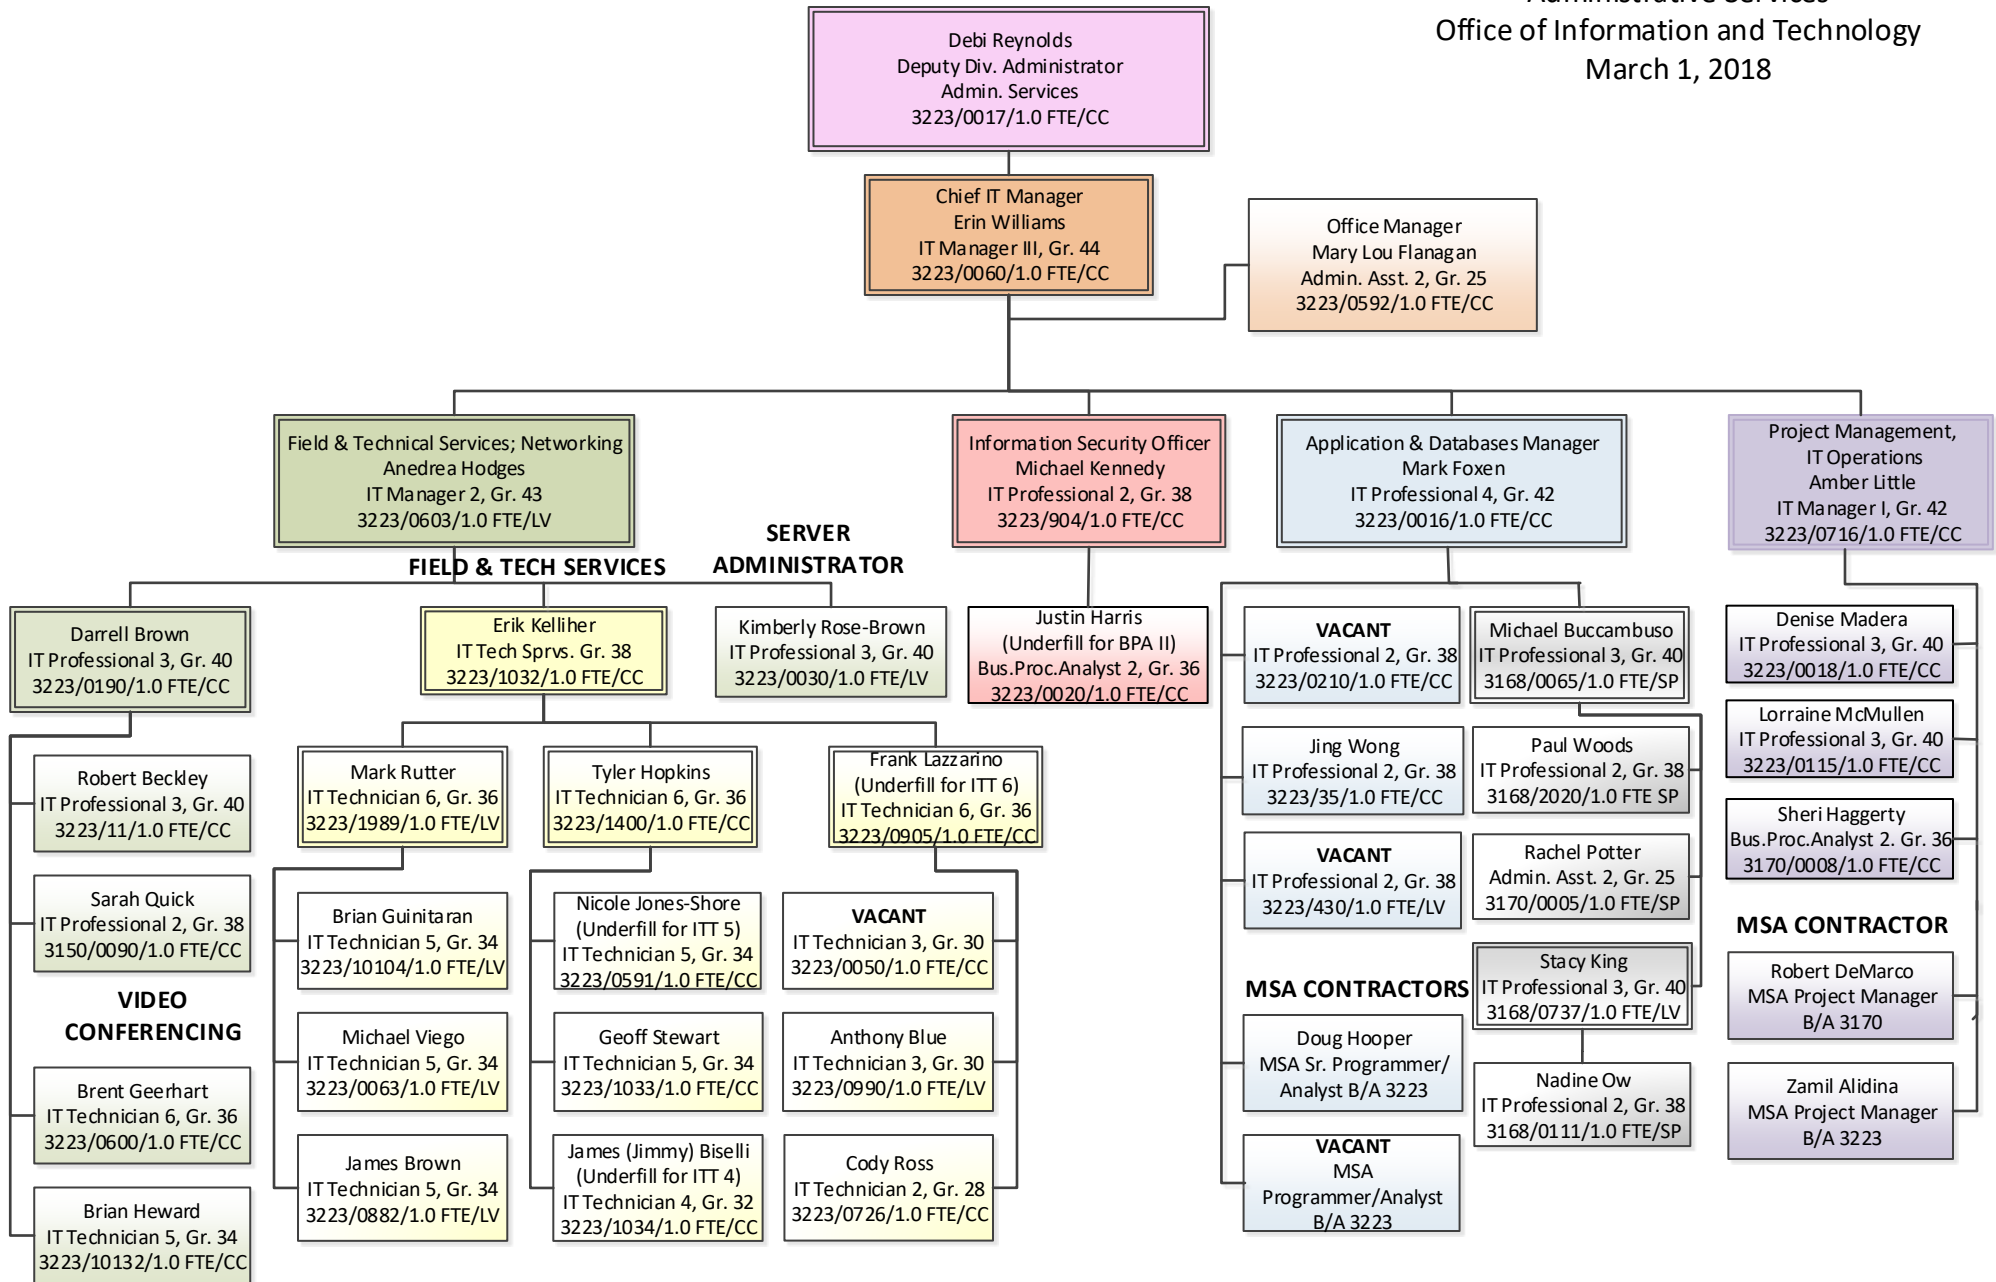 Administrative Services
Office of Information and Technology
March 1, 2018
Debi Reynolds
Deputy Div. Administrator
Admin. Services
3223/0017/1.0 FTE/CC
Chief IT Manager
Erin Williams
IT Manager III, Gr. 44
3223/0060/1.0 FTE/CC
Office Manager
Mary Lou Flanagan
Admin. Asst. 2, Gr. 25
3223/0592/1.0 FTE/CC
Field & Technical Services; Networking
Anedrea Hodges
IT Manager 2, Gr. 43
3223/0603/1.0 FTE/LV
Information Security Officer
Michael Kennedy
IT Professional 2, Gr. 38
3223/904/1.0 FTE/CC
Application & Databases Manager
Mark Foxen
IT Professional 4, Gr. 42
3223/0016/1.0 FTE/CC
Project Management,
IT Operations
Amber Little
IT Manager I, Gr. 42
3223/0716/1.0 FTE/CC
FIELD & TECH SERVICES
SERVER
ADMINISTRATOR
Darrell Brown
IT Professional 3, Gr. 40
3223/0190/1.0 FTE/CC
Erik Kelliher
IT Tech Sprvs. Gr. 38
3223/1032/1.0 FTE/CC
Kimberly Rose-Brown
IT Professional 3, Gr. 40
3223/0030/1.0 FTE/LV
Justin Harris
(Underfill for BPA II)
Bus.Proc.Analyst 2, Gr. 36
3223/0020/1.0 FTE/CC
VACANT
IT Professional 2, Gr. 38
3223/0210/1.0 FTE/CC
Michael Buccambuso
IT Professional 3, Gr. 40
3168/0065/1.0 FTE/SP
Denise Madera
IT Professional 3, Gr. 40
3223/0018/1.0 FTE/CC
Robert Beckley
IT Professional 3, Gr. 40
3223/11/1.0 FTE/CC
Mark Rutter
IT Technician 6, Gr. 36
3223/1989/1.0 FTE/LV
Tyler Hopkins
IT Technician 6, Gr. 36
3223/1400/1.0 FTE/CC
Frank Lazzarino
(Underfill for ITT 6)
IT Technician 6, Gr. 36
3223/0905/1.0 FTE/CC
Jing Wong
IT Professional 2, Gr. 38
3223/35/1.0 FTE/CC
Paul Woods
IT Professional 2, Gr. 38
3168/2020/1.0 FTE SP
Lorraine McMullen
IT Professional 3, Gr. 40
3223/0115/1.0 FTE/CC
Sarah Quick
IT Professional 2, Gr. 38
3150/0090/1.0 FTE/CC
Brian Guinitaran
IT Technician 5, Gr. 34
3223/10104/1.0 FTE/LV
Nicole Jones-Shore
(Underfill for ITT 5)
IT Technician 5, Gr. 34
3223/0591/1.0 FTE/CC
VACANT
IT Technician 3, Gr. 30
3223/0050/1.0 FTE/CC
VACANT
IT Professional 2, Gr. 38
3223/430/1.0 FTE/LV
Rachel Potter
Admin. Asst. 2, Gr. 25
3170/0005/1.0 FTE/SP
Sheri Haggerty
Bus.Proc.Analyst 2. Gr. 36
3170/0008/1.0 FTE/CC
VIDEO
CONFERENCING
Michael Viego
IT Technician 5, Gr. 34
3223/0063/1.0 FTE/LV
Geoff Stewart
IT Technician 5, Gr. 34
3223/1033/1.0 FTE/CC
Anthony Blue
IT Technician 3, Gr. 30
3223/0990/1.0 FTE/LV
MSA CONTRACTORS
Doug Hooper
MSA Sr. Programmer/
Analyst B/A 3223
Stacy King
IT Professional 3, Gr. 40
3168/0737/1.0 FTE/LV
MSA CONTRACTOR
Robert DeMarco
MSA Project Manager
B/A 3170
Brent Geerhart
IT Technician 6, Gr. 36
3223/0600/1.0 FTE/CC
James Brown
IT Technician 5, Gr. 34
3223/0882/1.0 FTE/LV
James (Jimmy) Biselli
(Underfill for ITT 4)
IT Technician 4, Gr. 32
3223/1034/1.0 FTE/CC
Cody Ross
IT Technician 2, Gr. 28
3223/0726/1.0 FTE/CC
VACANT
MSA
Programmer/Analyst
B/A 3223
Nadine Ow
IT Professional 2, Gr. 38
3168/0111/1.0 FTE/SP
Zamil Alidina
MSA Project Manager
B/A 3223
Brian Heward
IT Technician 5, Gr. 34
3223/10132/1.0 FTE/CC